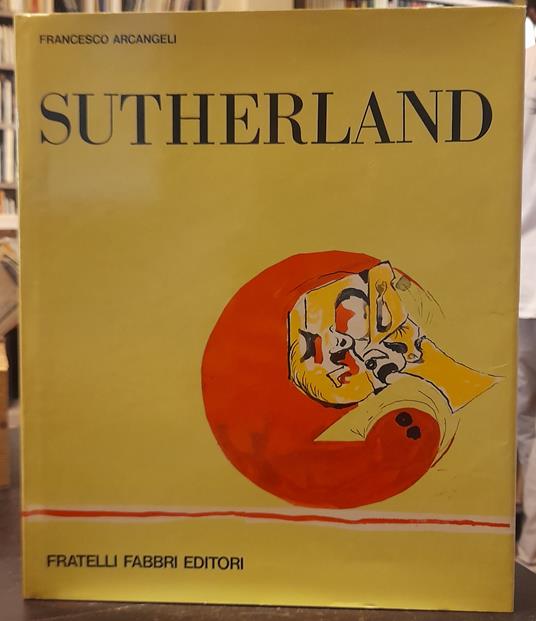 FRANCESCO ARCANGELI
SUTHERLAND
FRATELLI FABBRI EDITORI